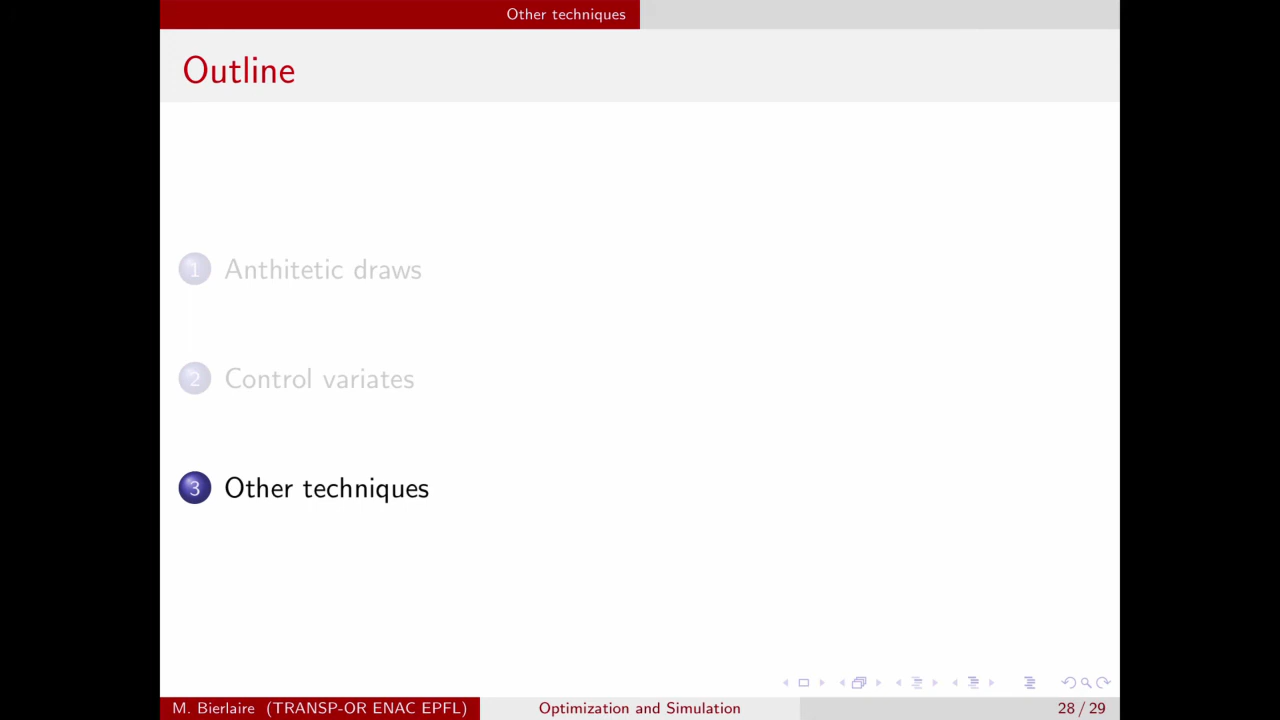 Other techniques
Outline
1 Anthitetic draws
2 Control variates
3 Other techniques
M. Bierlaire (TRANSP-OR ENAC EPFL) Optimization and Simulation 28 / 29